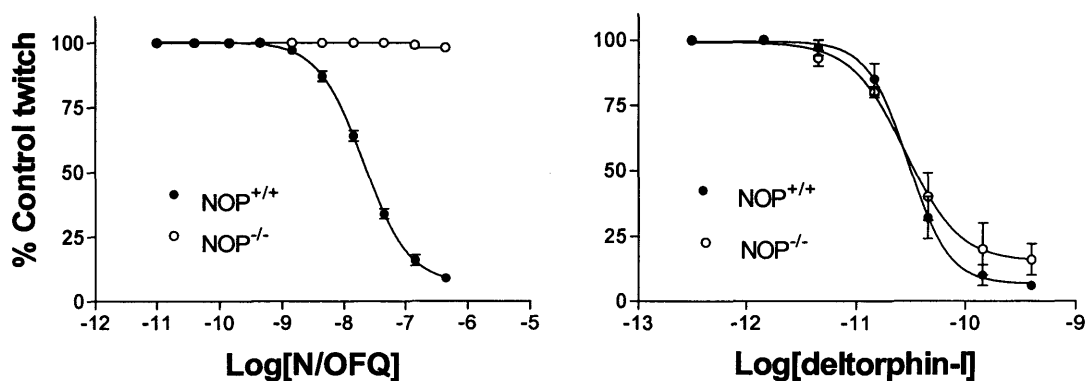 % Control twitch
100
75
50
25
0
NOP+/+
NOP-/-
-12 -11 -10 -9 -8 -7 -6 -5
Log[N/OFQ]
100
75
50
25
0
NOP+/+
NOP-/-
-13 -12 -11 -10 -9
Log[deltorphin-I]